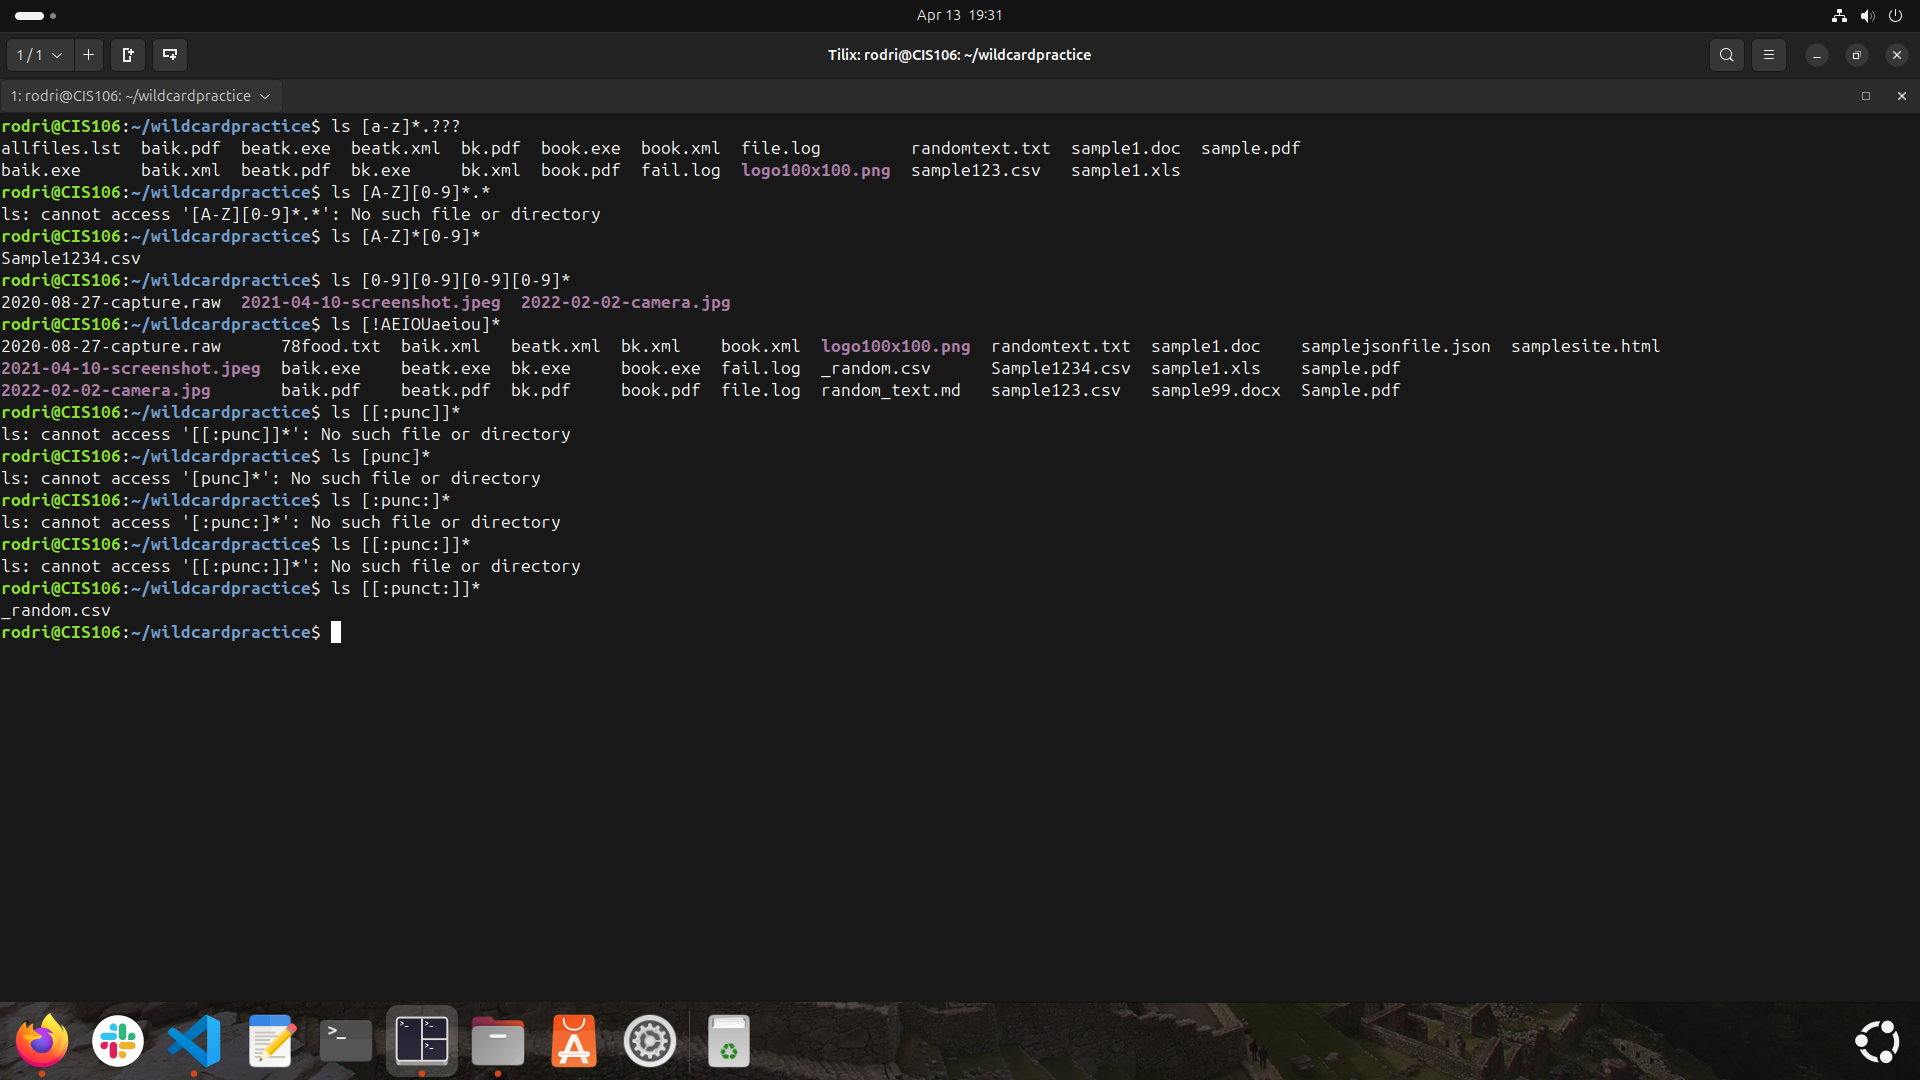 Apr 13 19:31
1 / 1
Tilix: rodri@CIS106: ~/wildcardpractice
1: rodri@CIS106: ~/wildcardpractice
rodri@CIS106:~/wildcardpractice$ ls [a-z]*.???
allfiles.lst  baik.pdf  beatk.exe  beatk.xml  bk.pdf  book.exe  book.xml  file.log         randomtext.txt  sample1.doc  sample.pdf
baik.exe      baik.xml  beatk.pdf  bk.exe     bk.xml  book.pdf  fail.log  logo100x100.png  sample123.csv   sample1.xls
rodri@CIS106:~/wildcardpractice$ ls [A-Z][0-9]*.*
ls: cannot access '[A-Z][0-9]*.*': No such file or directory
rodri@CIS106:~/wildcardpractice$ ls [A-Z]*[0-9]*
Sample1234.csv
rodri@CIS106:~/wildcardpractice$ ls [0-9][0-9][0-9][0-9]*
2020-08-27-capture.raw  2021-04-10-screenshot.jpeg  2022-02-02-camera.jpg
rodri@CIS106:~/wildcardpractice$ ls [!AEIOUaeiou]*
2020-08-27-capture.raw      78food.txt  baik.xml   beatk.xml  bk.xml    book.xml  logo100x100.png  randomtext.txt  sample1.doc    samplejsonfile.json  samplesite.html
2021-04-10-screenshot.jpeg  baik.exe    beatk.exe  bk.exe     book.exe  fail.log  _random.csv      Sample1234.csv  sample1.xls    sample.pdf
2022-02-02-camera.jpg       baik.pdf    beatk.pdf  bk.pdf     book.pdf  file.log  random_text.md   sample123.csv   sample99.docx  Sample.pdf
rodri@CIS106:~/wildcardpractice$ ls [[:punc]]*
ls: cannot access '[[:punc]]*': No such file or directory
rodri@CIS106:~/wildcardpractice$ ls [punc]*
ls: cannot access '[punc]*': No such file or directory
rodri@CIS106:~/wildcardpractice$ ls [:punc:]*
ls: cannot access '[:punc:]*': No such file or directory
rodri@CIS106:~/wildcardpractice$ ls [[:punc:]]*
ls: cannot access '[[:punc:]]*': No such file or directory
rodri@CIS106:~/wildcardpractice$ ls [[:punct:]]*
_random.csv
rodri@CIS106:~/wildcardpractice$